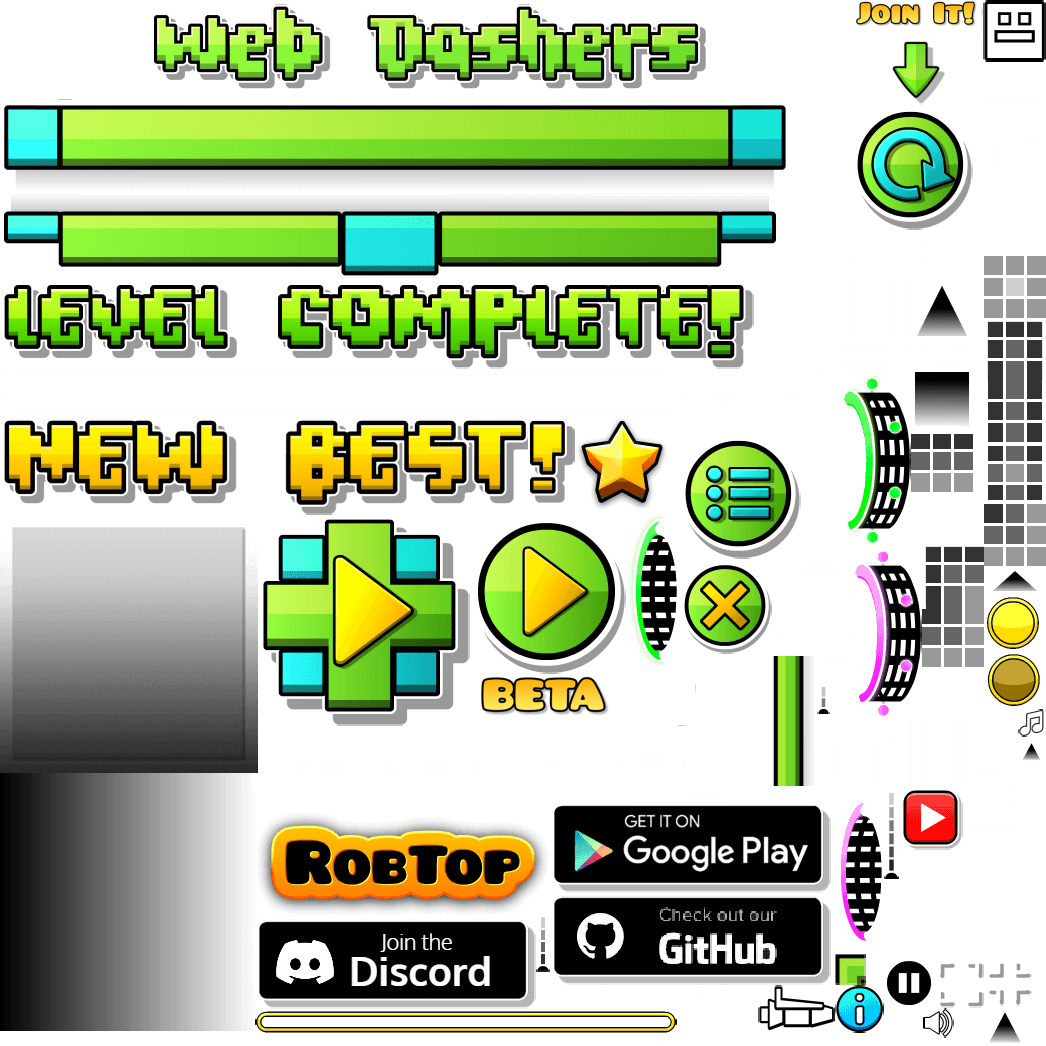 Web Dashers
Join It!
LEVEL COMPLETE!
NEW BEST!
BETA
RobTop
GET IT ON
Google Play
Check out our
GitHub
Join the
Discord